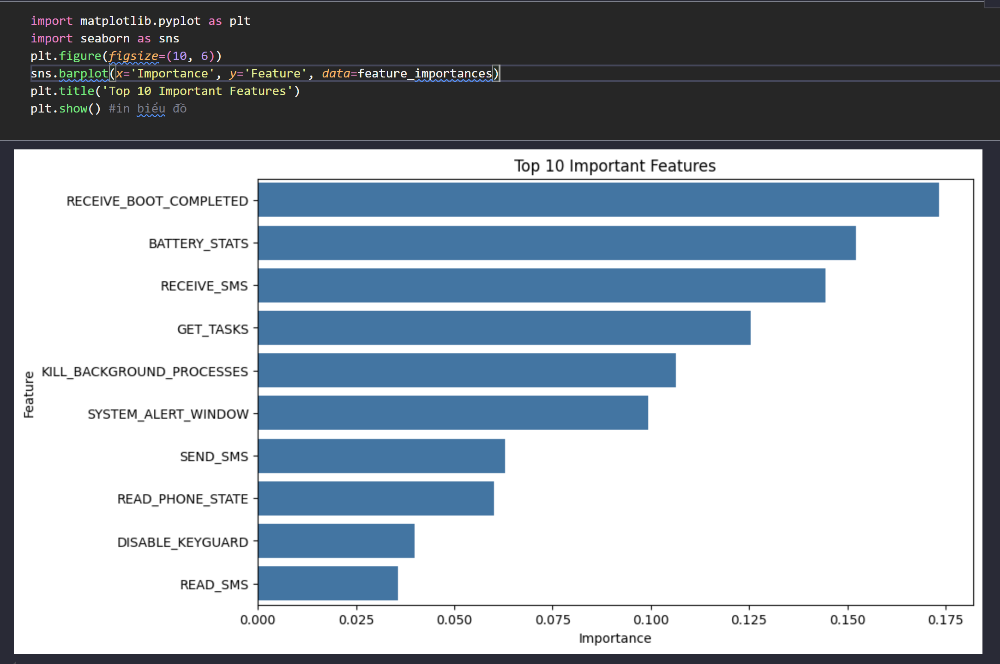 import matplotlib.pyplot as plt
import seaborn as sns
plt.figure(figsize=(10, 6))
sns.barplot(x='Importance', y='Feature', data=feature_importances)
plt.title('Top 10 Important Features')
plt.show() #in biểu đồ
Top 10 Important Features
RECEIVE_BOOT_COMPLETED
BATTERY_STATS
RECEIVE_SMS
GET_TASKS
KILL_BACKGROUND_PROCESSES
SYSTEM_ALERT_WINDOW
SEND_SMS
READ_PHONE_STATE
DISABLE_KEYGUARD
READ_SMS
Feature
0.000 0.025 0.050 0.075 0.100 0.125 0.150 0.175
Importance